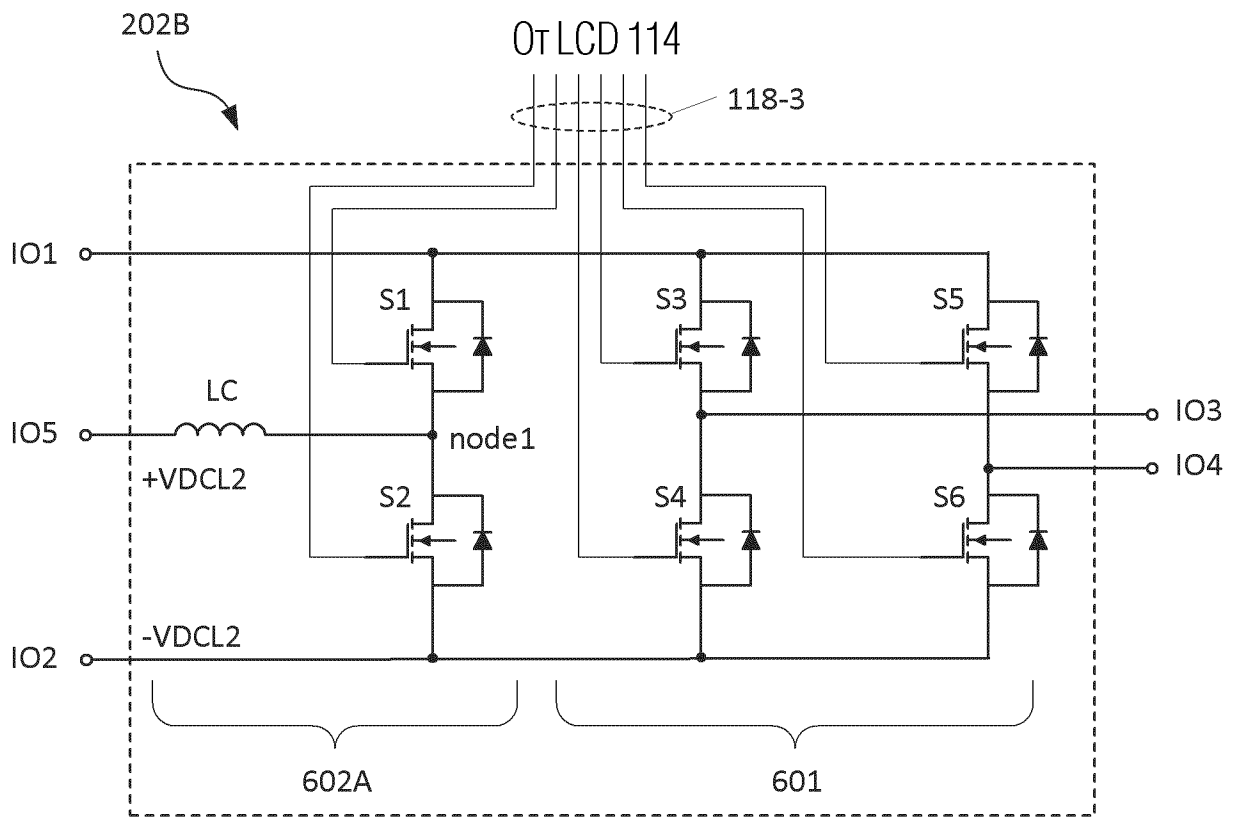 202B
От LCD 114
118-3
IO1
S1
S3
S5
LC
IO3
IO5
node1
IO4
+VDCL2
S2
S4
S6
-VDCL2
IO2
602A
601